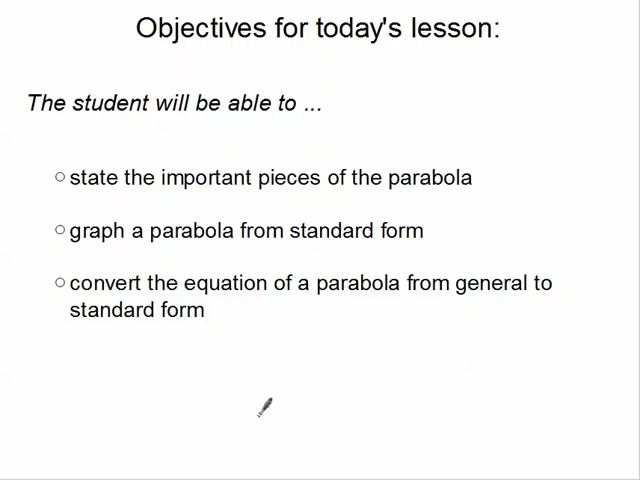 Objectives for today's lesson:
The student will be able to ...
state the important pieces of the parabola
graph a parabola from standard form
convert the equation of a parabola from general to
standard form